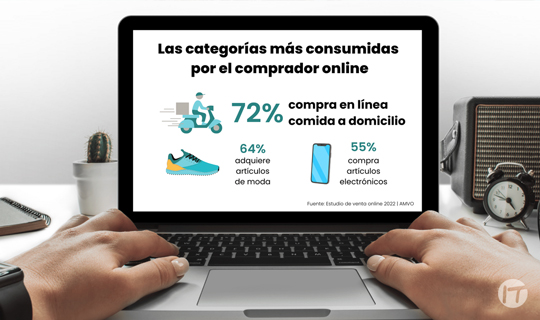 Las categorías más consumidas
por el comprador online
72%
compra en línea
comida a domicilio
64%
adquiere
artículos
de moda
55%
compra
artículos
electrónicos
Fuente: Estudio de venta online 2022 | AMVO
IT